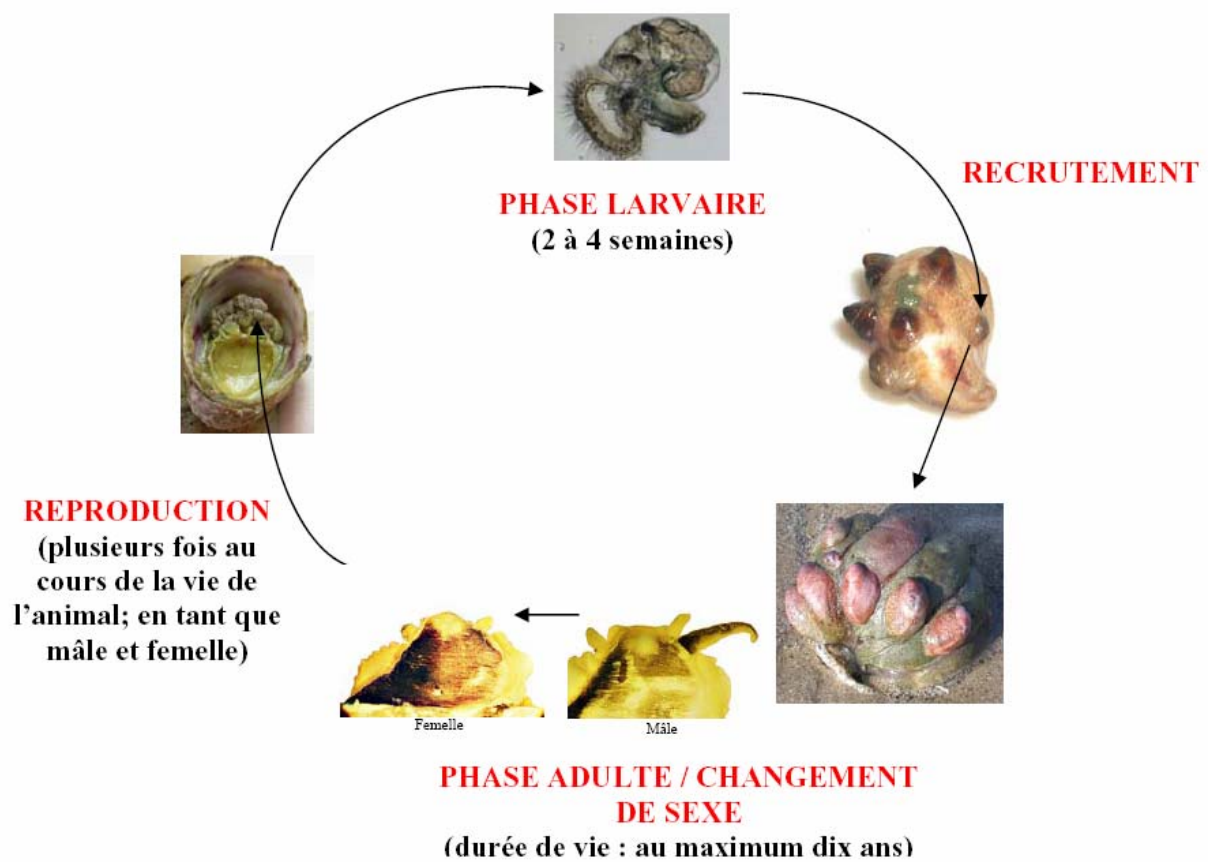 PHASE LARVAIRE
(2 à 4 semaines)
RECRUTEMENT
REPRODUCTION
(plusieurs fois au
cours de la vie de
l'animal; en tant que
mâle et femelle)
Femelle
Mâle
PHASE ADULTE / CHANGEMENT
DE SEXE
(durée de vie : au maximum dix ans)